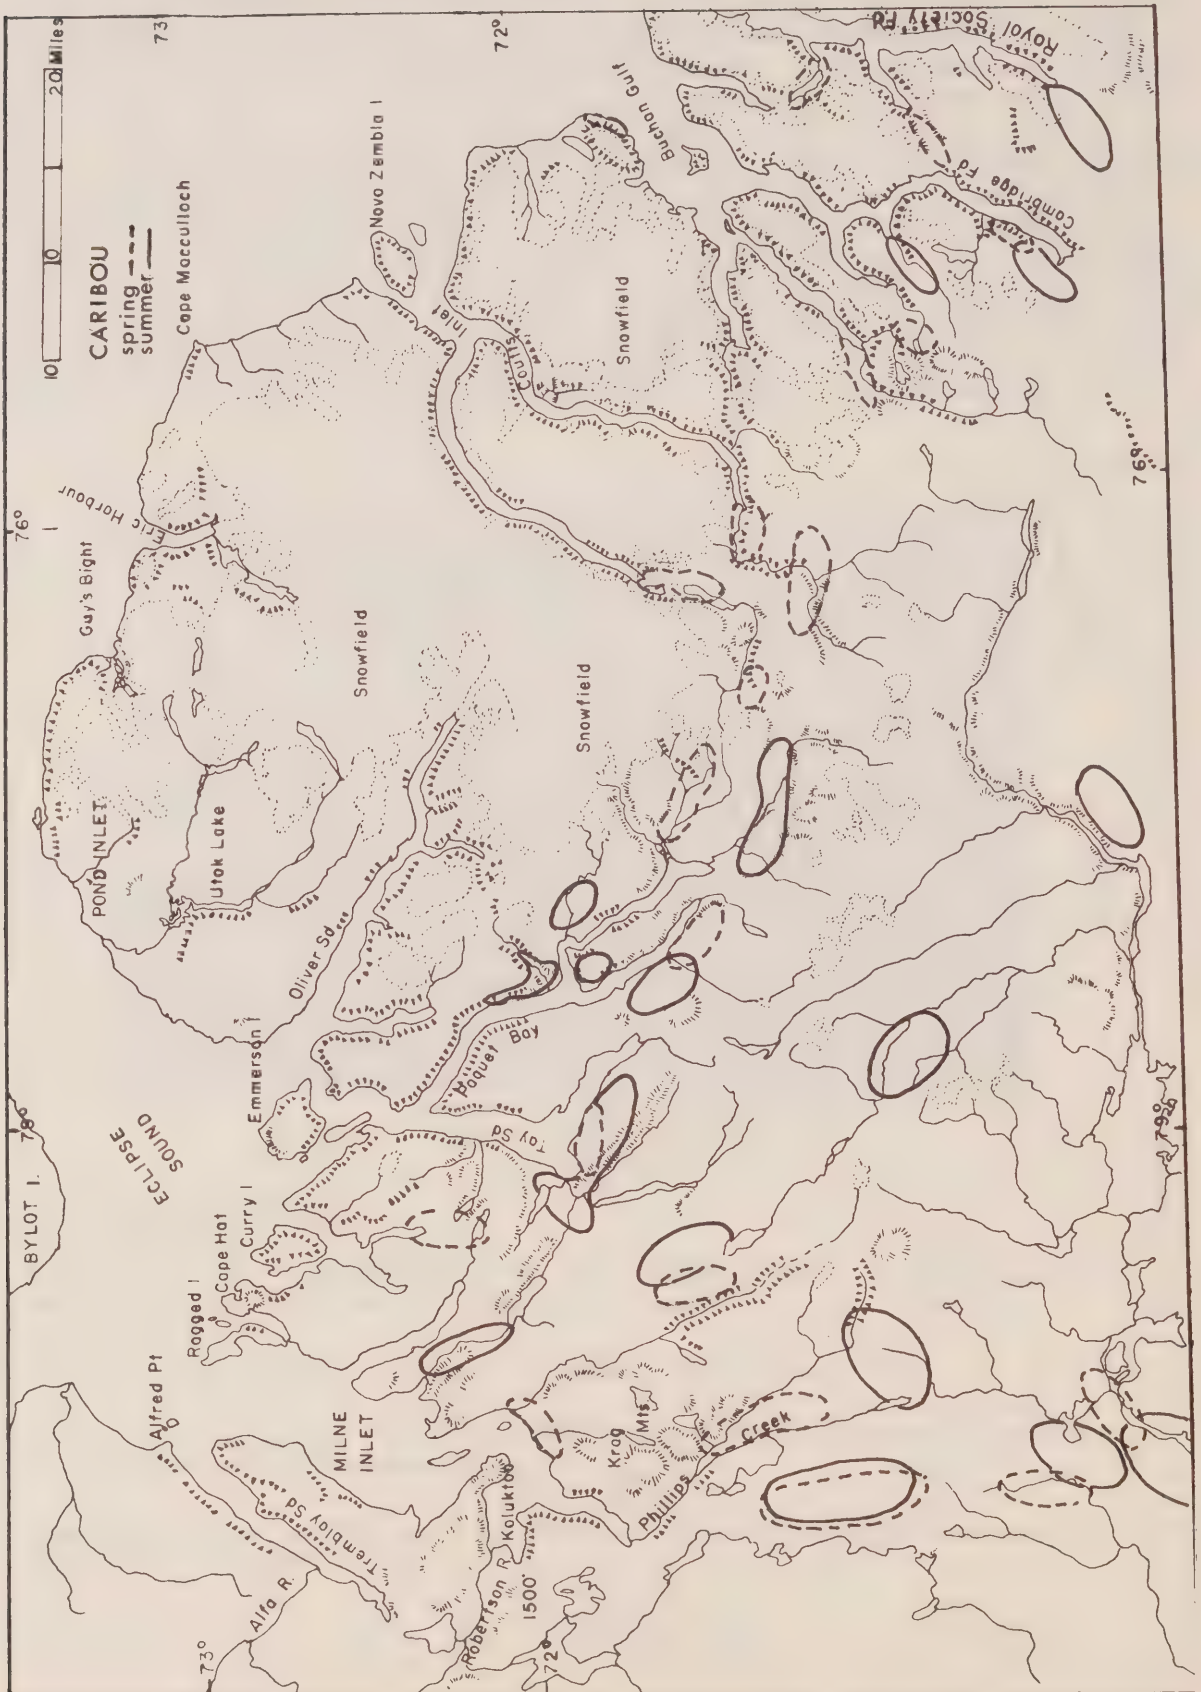 10 10 20 Miles
CARIBOU
spring
summer
73
72°
76°
76°
78°
79°
73°
72°
BYLOT I.
ECLIPSE
SOUND
POND INLET
Guy's Bight
Eric Harbour
Cape Macculloch
Nova Zembla I
Coutts
Inlet
Buchan Gulf
Royal
Society Fd
Cambridge
Fd
Snowfield
Snowfield
Snowfield
Utok Lake
Oliver Sd
Emmerson I
Curry I
Cape Hat
Ragged I
Alfred Pt
Paquet Bay
Tay Sd
MILNE
INLET
Tremblay Sd
Alfa R.
Robertson R
Koluktoo
1500'
Krag
Mts
Phillips
Creek